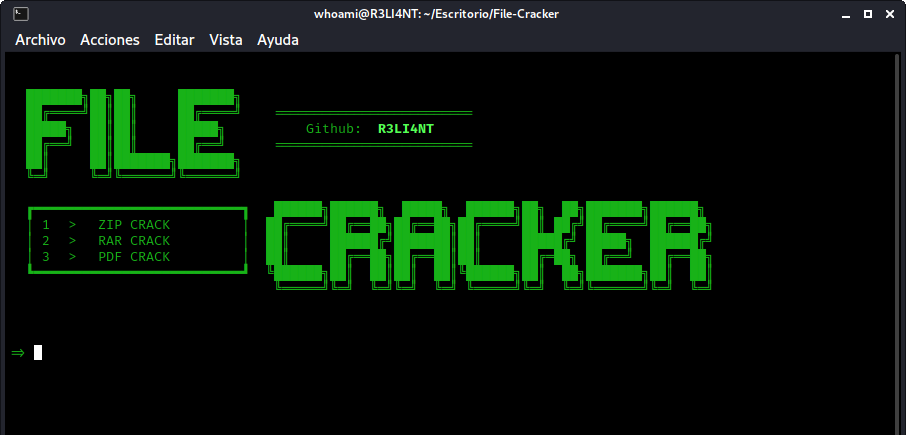 whoami@R3LI4NT: ~/Escritorio/File-Cracker
Archivo Acciones Editar Vista Ayuda
FILE
Github: R3LI4NT
CRACKER
1 > ZIP CRACK
2 > RAR CRACK
3 > PDF CRACK
=>